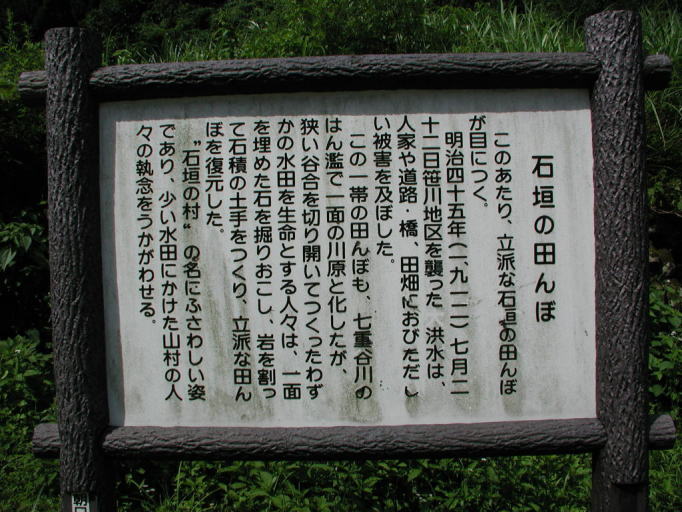 石垣の田んぼ
このあたり、立派な石垣の田んぼ
が目につく。
明治四十五年（一、九一二）七月二
十二日笹川地区を襲った 洪水は、
人家や道路・橋、田畑におびただし
い被害を及ぼした。
この一帯の田んぼも、七重谷川の
はん濫で一面の川原と化したが、
狭い谷合を切り開いてつくったわず
かの水田を生命とする人々は、一面
を埋めた石を掘りおこし、岩を割っ
て石積の土手をつくり、立派な田ん
ぼを復元した。
〝石垣の村〟の名にふさわしい姿
であり、少い水田にかけた山村の人
々の執念をうかがわせる。
朝日